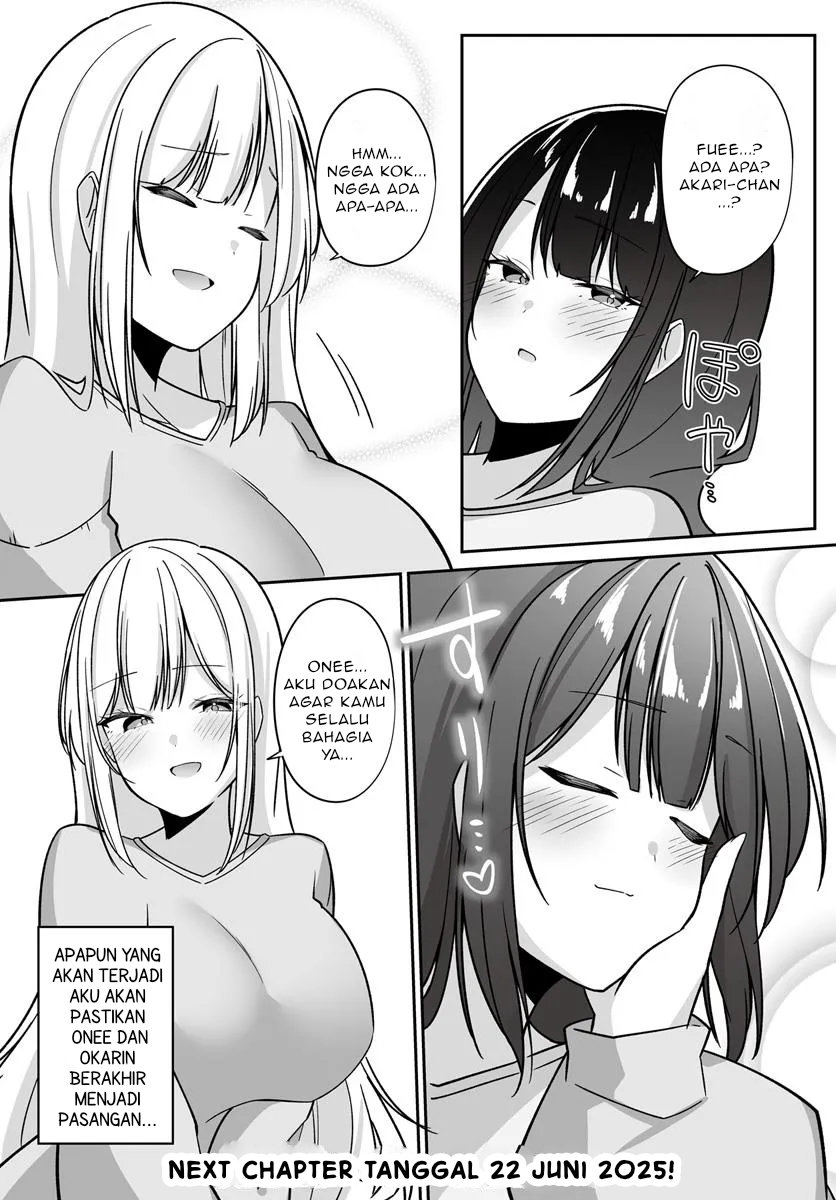 FUEE...?
ADA APA?
AKARI-CHAN
...?
ぽや…
HMM...
NGGA KOK...
NGGA ADA
APA-APA...
すり…♡
ONEE...
AKU DOAKAN
AGAR KAMU
SELALU
BAHAGIA
YA...
APAPUN YANG
AKAN TERJADI
AKU AKAN
PASTIKAN
ONEE DAN
OKARIN
BERAKHIR
MENJADI
PASANGAN...
NEXT CHAPTER TANGGAL 22 JUNI 2025!